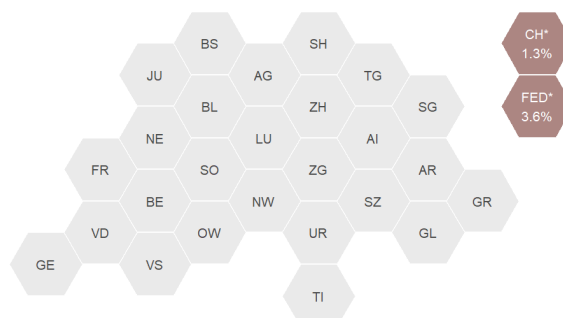 BS
SH
CH*
1.3%
JU
AG
TG
BL
ZH
SG
FED*
3.6%
NE
LU
AI
FR
SO
ZG
AR
BE
NW
SZ
GR
VD
OW
UR
GL
GE
VS
TI